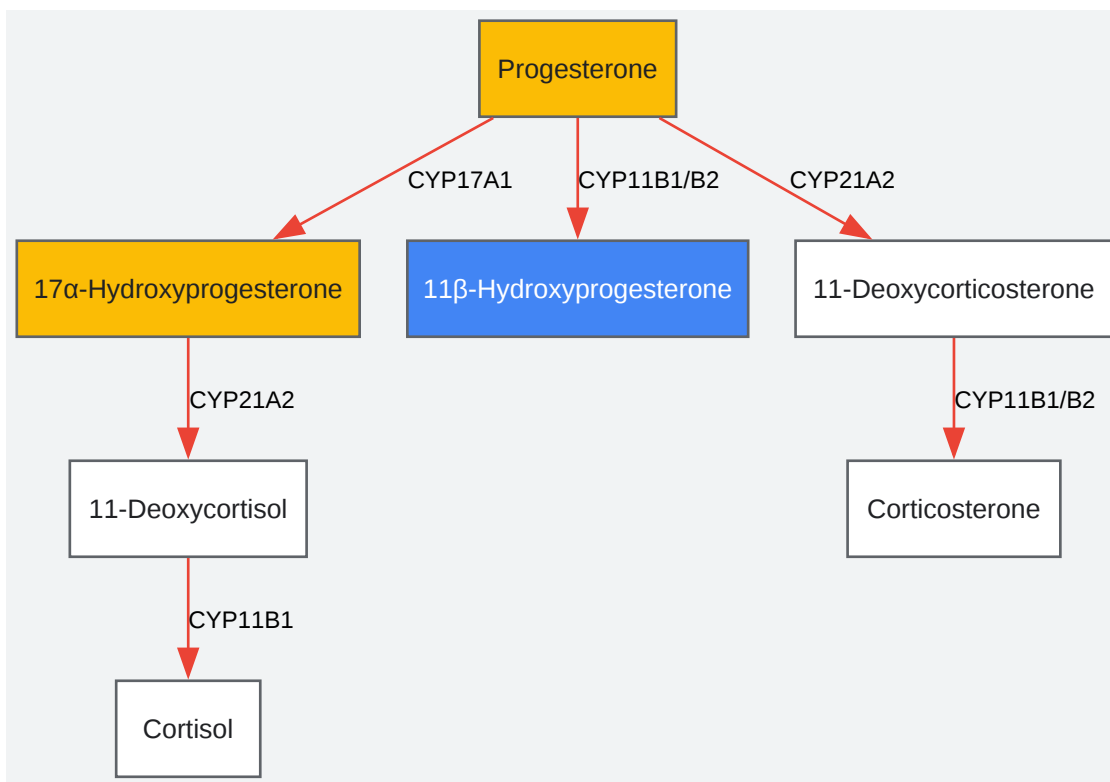 Progesterone
CYP17A1
CYP11B1/B2
CYP21A2
17α-Hydroxyprogesterone
11β-Hydroxyprogesterone
11-Deoxycorticosterone
CYP21A2
CYP11B1/B2
11-Deoxycortisol
Corticosterone
CYP11B1
Cortisol